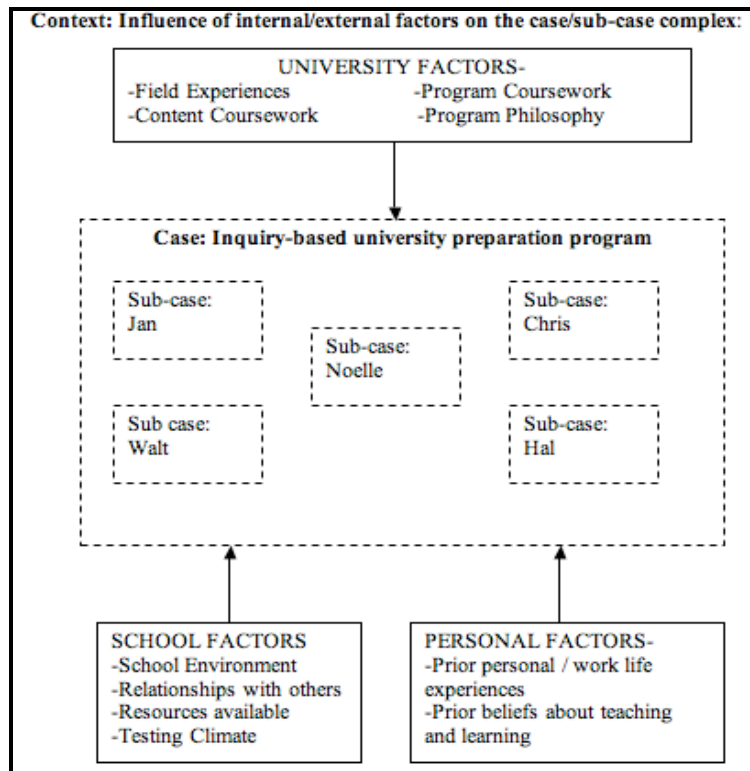 Context: Influence of internal/external factors on the case/sub-case complex:
UNIVERSITY FACTORS-
-Field Experiences -Program Coursework
-Content Coursework -Program Philosophy
Case: Inquiry-based university preparation program
Sub-case:
Jan
Sub-case:
Chris
Sub-case:
Noelle
Sub case:
Walt
Sub-case:
Hal
SCHOOL FACTORS
-School Environment
-Relationships with others
-Resources available
-Testing Climate
PERSONAL FACTORS-
-Prior personal / work life
experiences
-Prior beliefs about teaching
and learning